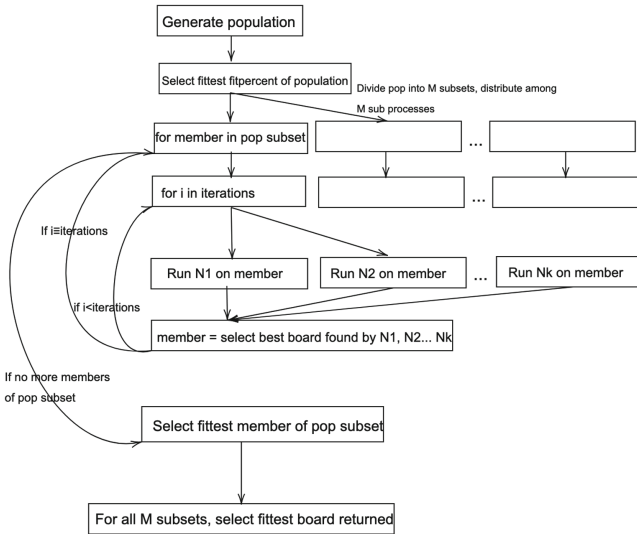 Generate population
Select fittest fitpercent of population
Divide pop into M subsets, distribute among
M sub processes
for member in pop subset
...
for i in iterations
...
If i≡iterations
Run N1 on member
Run N2 on member
...
Run Nk on member
if i<iterations
member = select best board found by N1, N2... Nk
If no more members
of pop subset
Select fittest member of pop subset
For all M subsets, select fittest board returned